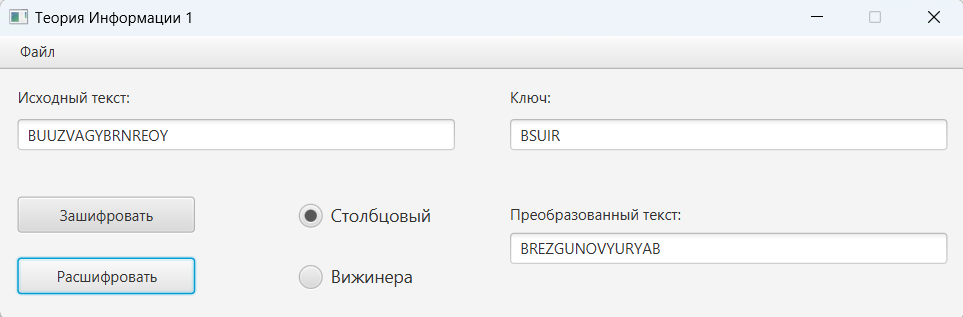 Теория Информации 1
Файл
Исходный текст:
BUUZVAGYBRNREOY
Ключ:
BSUIR
Зашифровать
Столбцовый
Преобразованный текст:
BREZGUNOVYURYAB
Расшифровать
Вижинера